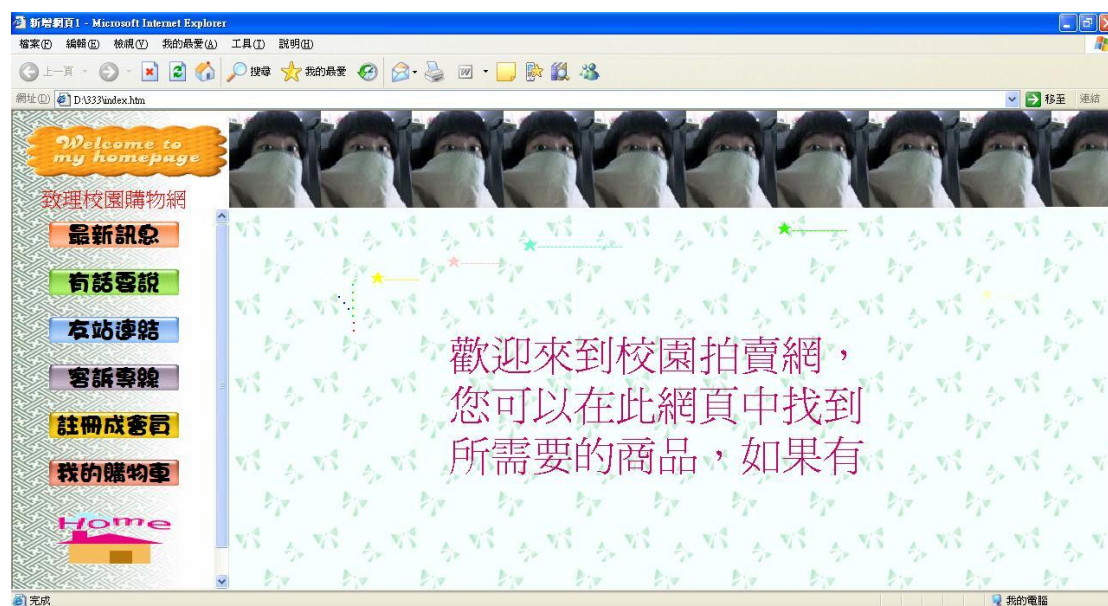 新增網頁1 - Microsoft Internet Explorer
檔案(F) 編輯(E) 檢視(V) 我的最愛(A) 工具(T) 說明(H)
上一頁 搜尋 我的最愛
網址(D) D:\333\index.htm 移至 連結
Welcome to
my homepage
致理校園購物網
最新訊息
有話要說
友站連結
客訴專線
註冊成會員
我的購物車
Home
歡迎來到校園拍賣網，
您可以在此網頁中找到
所需要的商品，如果有
完成 我的電腦